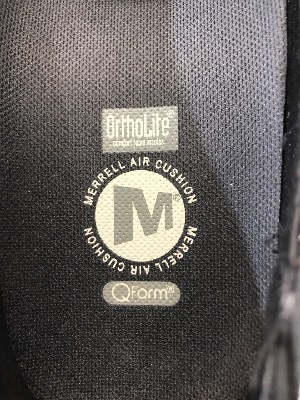 OrthoLite®
comfort foam insoles
MERRELL AIR CUSHION
M®
MERRELL AIR CUSHION
QForm®